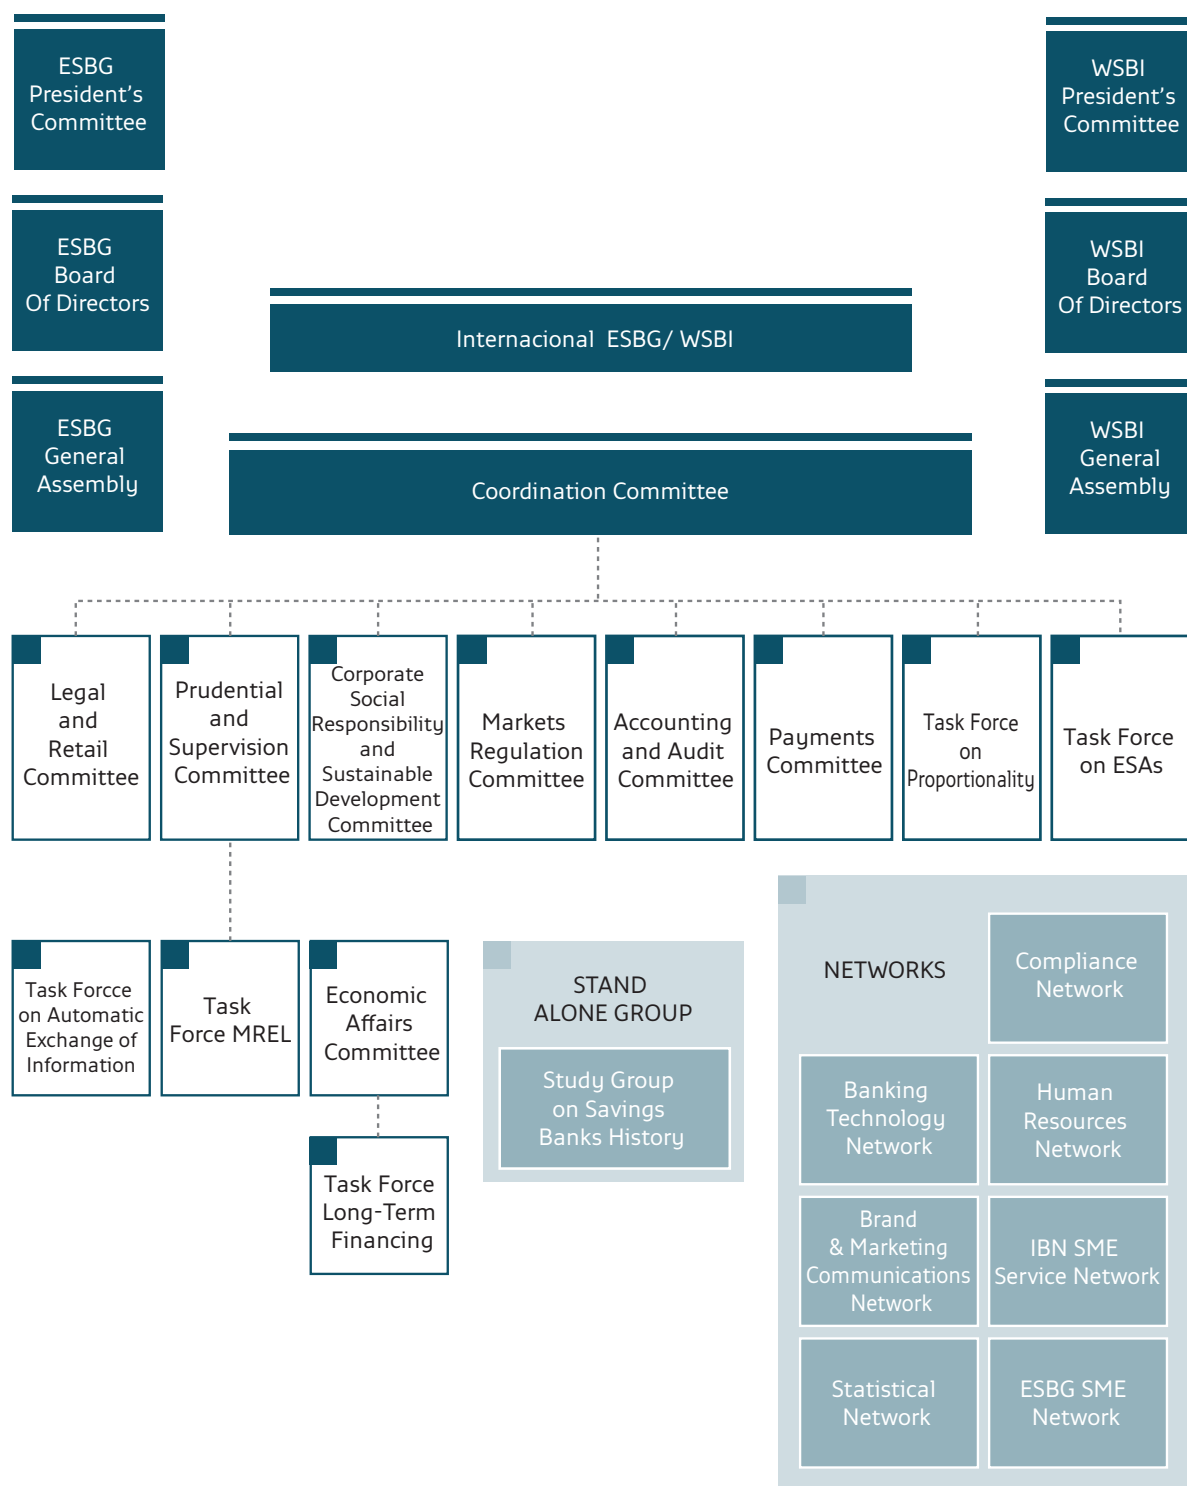 ESBG
President's
Committee
WSBI
President's
Committee
ESBG
Board
Of Directors
WSBI
Board
Of Directors
Internacional ESBG/ WSBI
ESBG
General
Assembly
WSBI
General
Assembly
Coordination Committee
Legal
and
Retail
Committee
Prudential
and
Supervision
Committee
Corporate
Social
Responsibility
and
Sustainable
Development
Committee
Markets
Regulation
Committee
Accounting
and Audit
Committee
Payments
Committee
Task Force
on
Proportionality
Task Force
on ESAs
Task Forcce
on Automatic
Exchange of
Information
Task
Force MREL
Economic
Affairs
Committee
Task Force
Long-Term
Financing
STAND
ALONE GROUP
Study Group
on Savings
Banks History
NETWORKS
Compliance
Network
Banking
Technology
Network
Human
Resources
Network
Brand
& Marketing
Communications
Network
IBN SME
Service Network
Statistical
Network
ESBG SME
Network